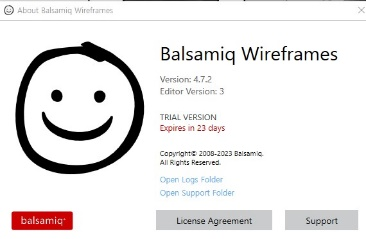 About Balsamiq Wireframes
Balsamiq Wireframes
Version: 4.7.2
Editor Version: 3
TRIAL VERSION
Expires in 23 days
Copyright© 2008-2023 Balsamiq,
All Rights Reserved.
Open Logs Folder
Open Support Folder
balsamiq®
License Agreement
Support